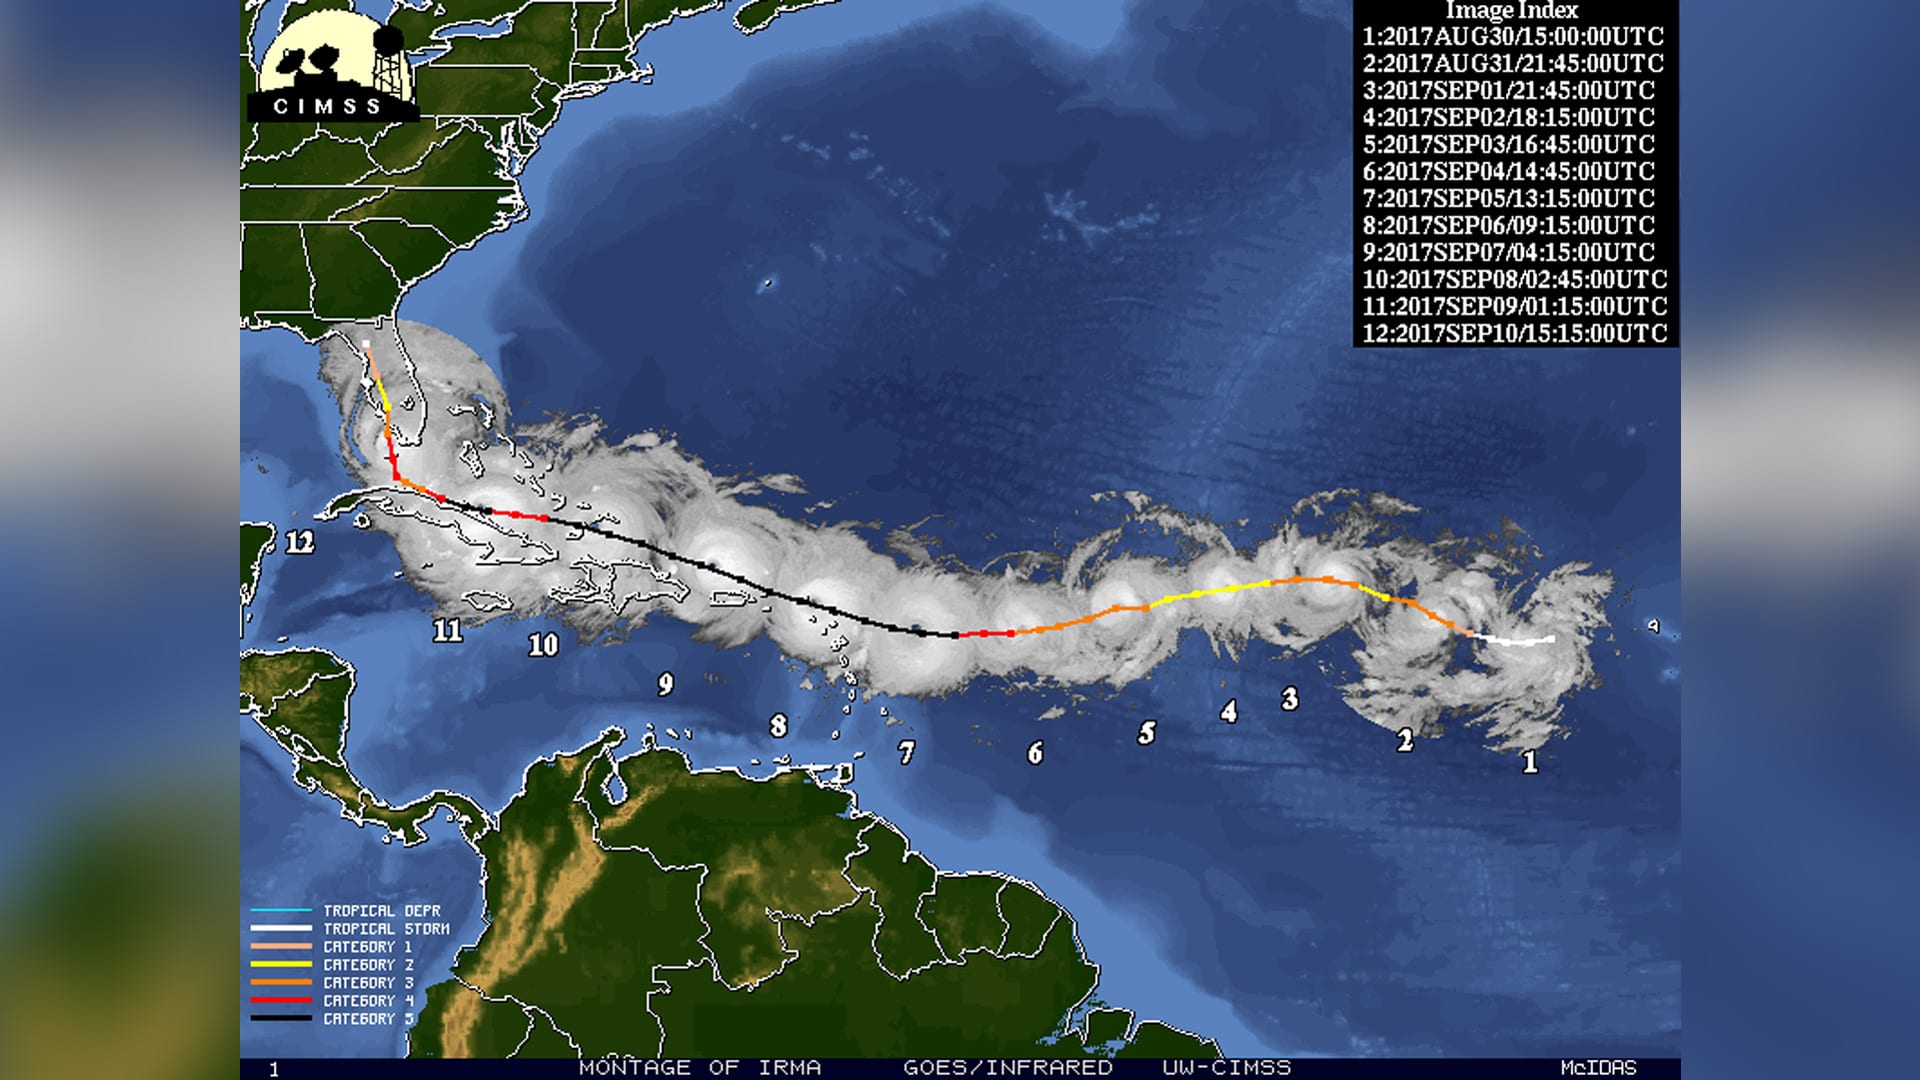 CIMSS
Image Index
1:2017AUG30/15:00:00UTC
2:2017AUG31/21:45:00UTC
3:2017SEP01/21:45:00UTC
4:2017SEP02/18:15:00UTC
5:2017SEP03/16:45:00UTC
6:2017SEP04/14:45:00UTC
7:2017SEP05/13:15:00UTC
8:2017SEP06/09:15:00UTC
9:2017SEP07/04:15:00UTC
10:2017SEP08/02:45:00UTC
11:2017SEP09/01:15:00UTC
12:2017SEP10/15:15:00UTC
12
11
10
9
8
7
6
5
4
3
2
1
TROPICAL DEPR
TROPICAL STORM
CATEGORY 1
CATEGORY 2
CATEGORY 3
CATEGORY 4
CATEGORY 5
1 MONTAGE OF IRMA GOES/INFRARED UW-CIMSS McIDAS